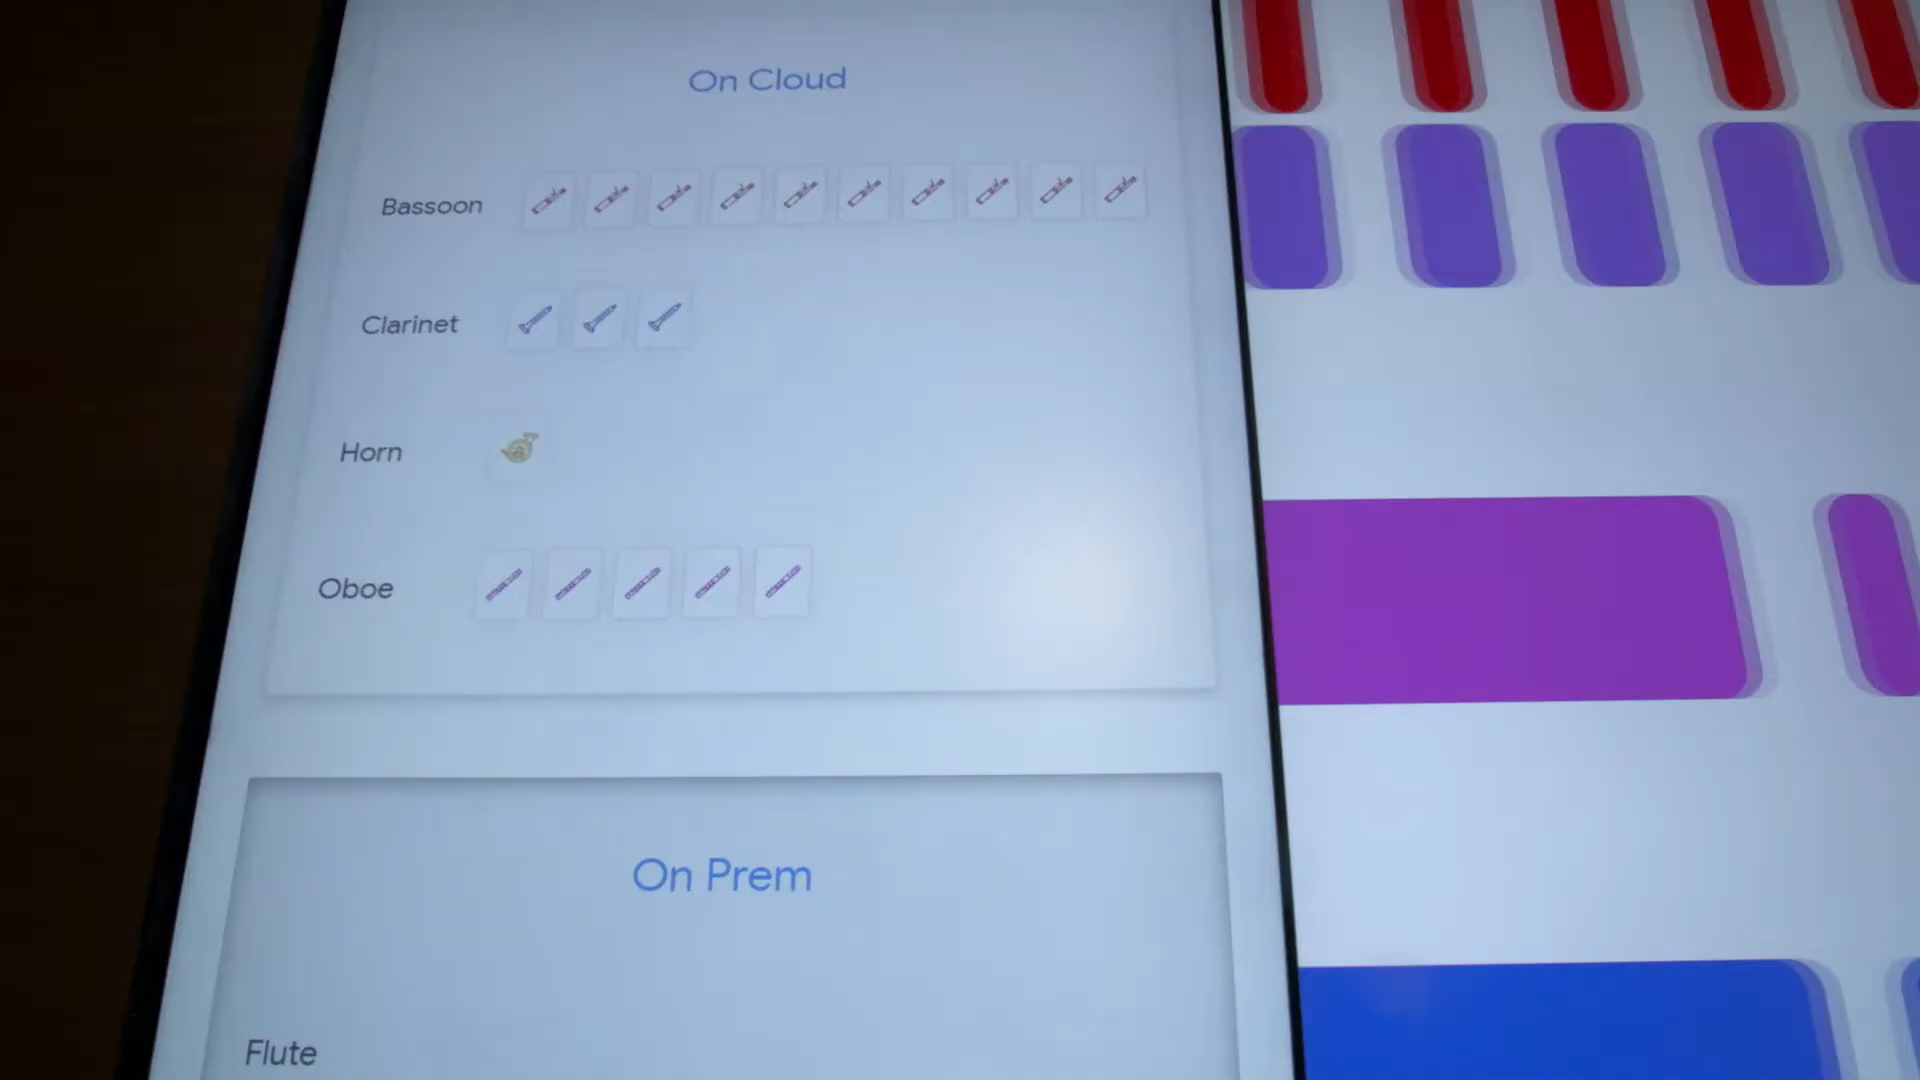 On Cloud
Bassoon
Clarinet
Horn
Oboe
On Prem
Flute